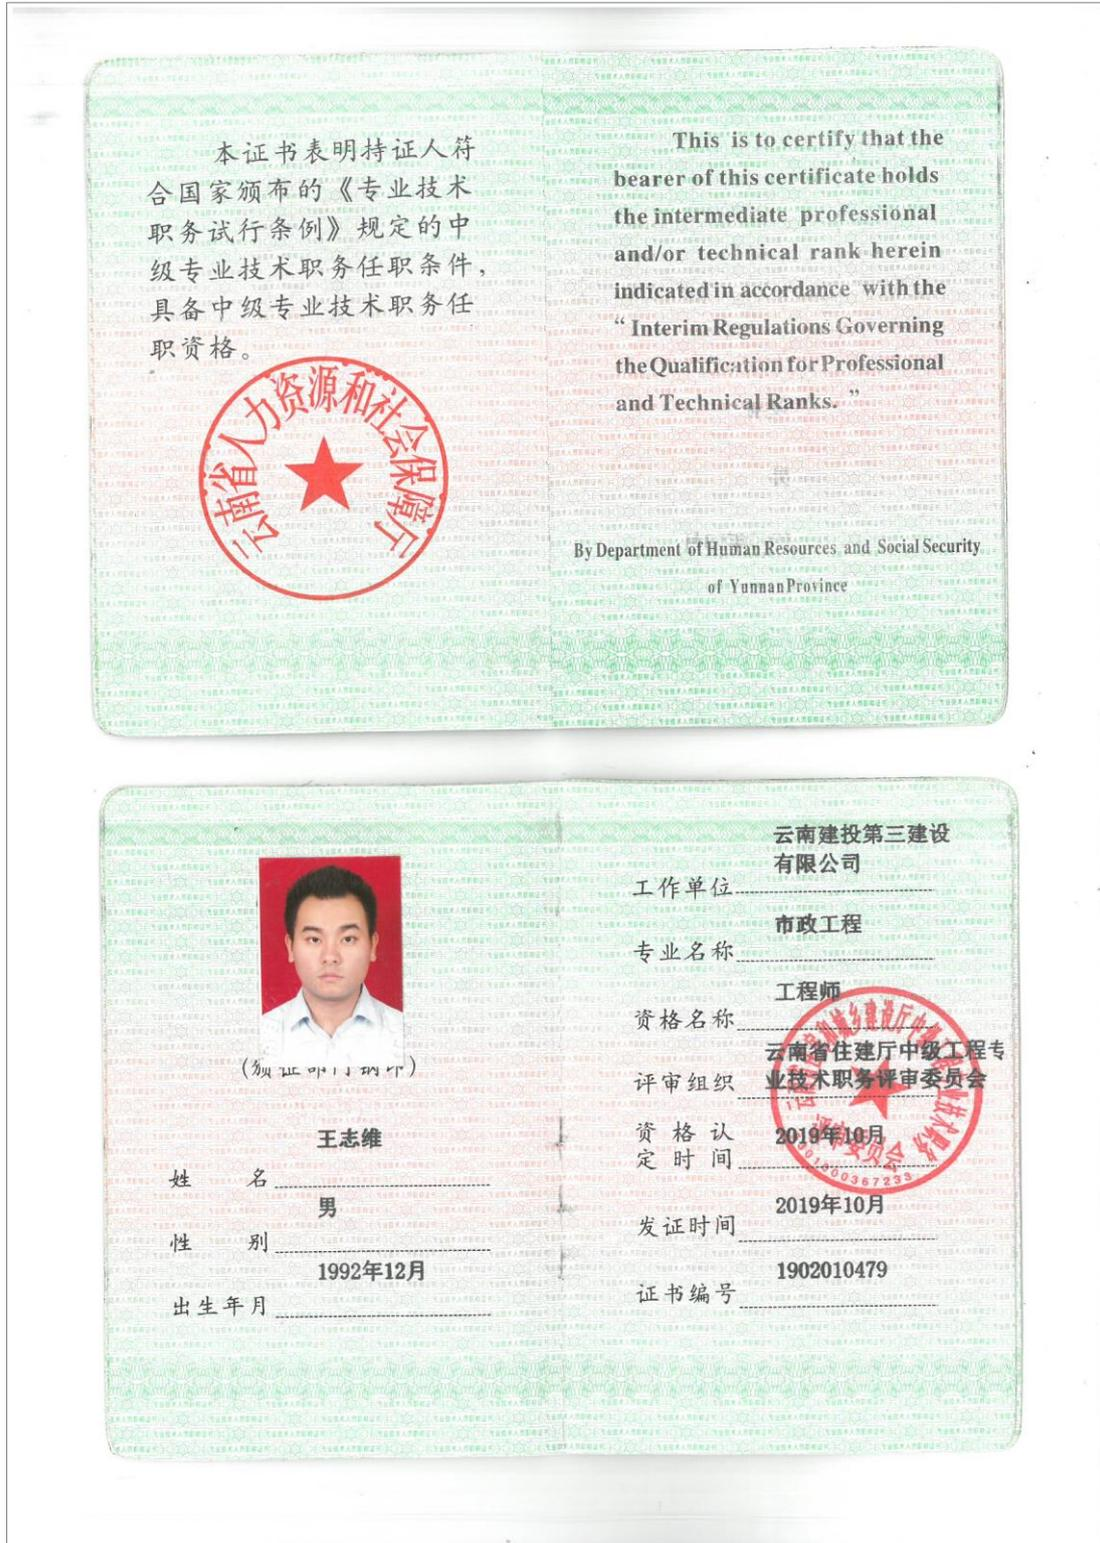 本证书表明持证人符
合国家颁布的《专业技术
职务试行条例》规定的中
级专业技术职务任职条件，
具备中级专业技术职务任
职资格。
云南省人力资源和社会保障厅
This is to certify that the
bearer of this certificate holds
the intermediate professional
and/or technical rank herein
indicated in accordance with the
“ Interim Regulations Governing
the Qualification for Professional
and Technical Ranks. ”
By Department of Human Resources and Social Security
of Yunnan Province
(颁证部门钢印)
王志维
姓 名
男
性 别
1992年12月
出生年月
云南建投第三建设
有限公司
工作单位
市政工程
专业名称
工程师
资格名称
云南省住建厅中级工程专
业技术职务评审委员会
评审组织
资格认
定时间
2019年10月
2019年10月
发证时间
1902010479
证书编号
评审委员会